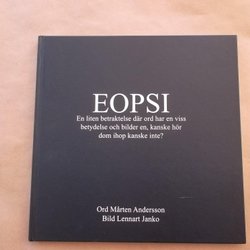 EOPSI
En liten betraktelse där ord har en viss
betydelse och bilder en, kanske hör
dom ihop kanske inte?
Ord Mårten Andersson
Bild Lennart Janko